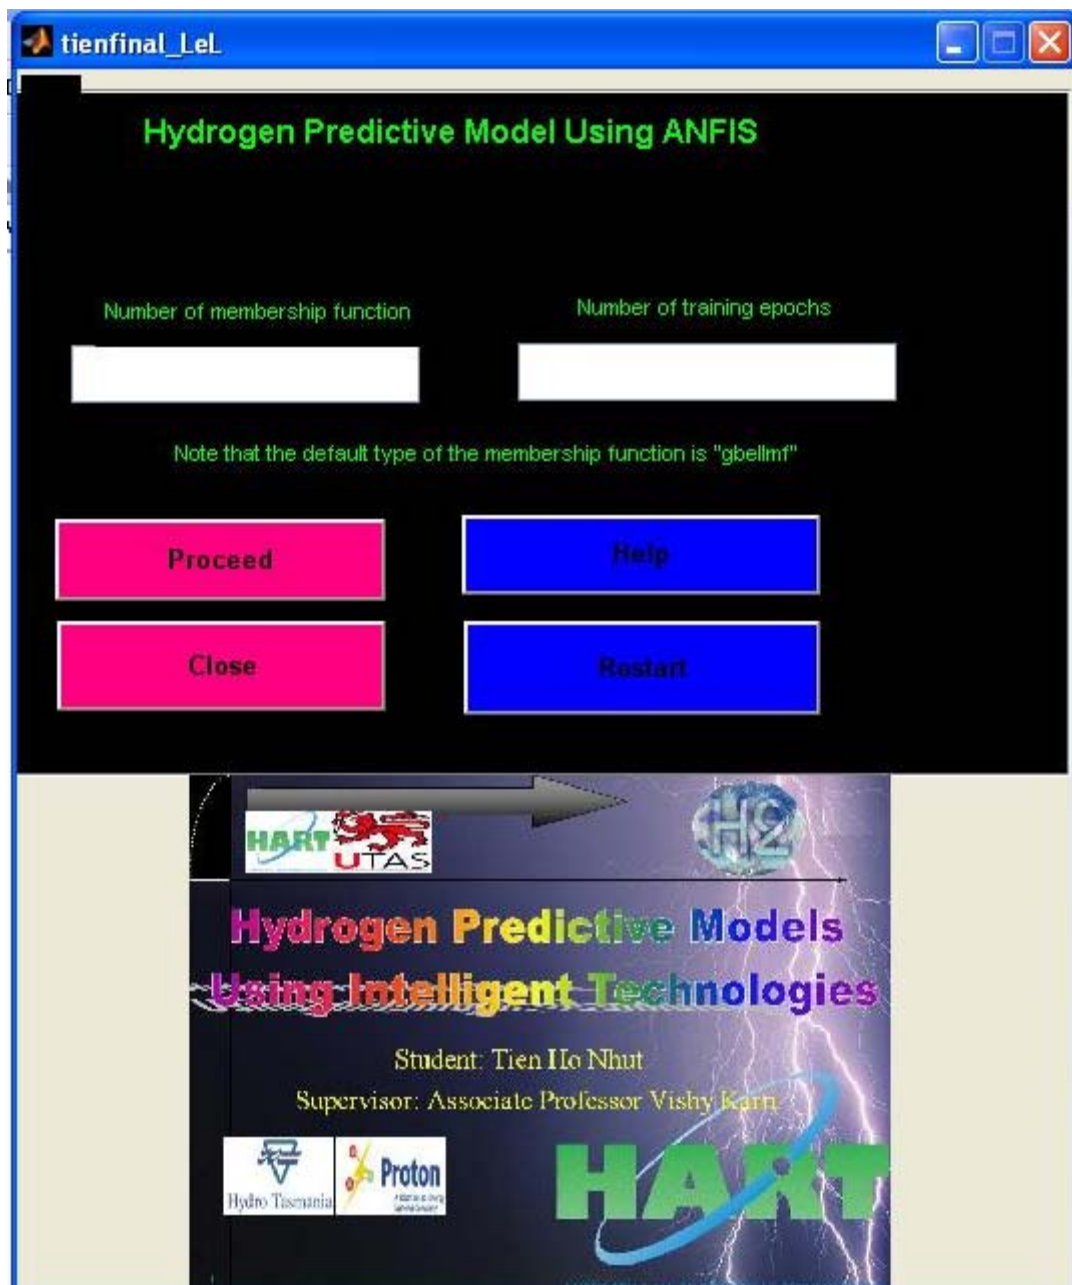 tienfinal_LeL
Hydrogen Predictive Model Using ANFIS
Number of membership function
Number of training epochs
Note that the default type of the membership function is "gbellmf"
Proceed
Help
Close
Restart
HART
UTAS
H2
Hydrogen Predictive Models
Using Intelligent Technologies
Student: Tien Ho Nhut
Supervisor: Associate Professor Vishy Karri
Hydro Tasmania
Proton
HART